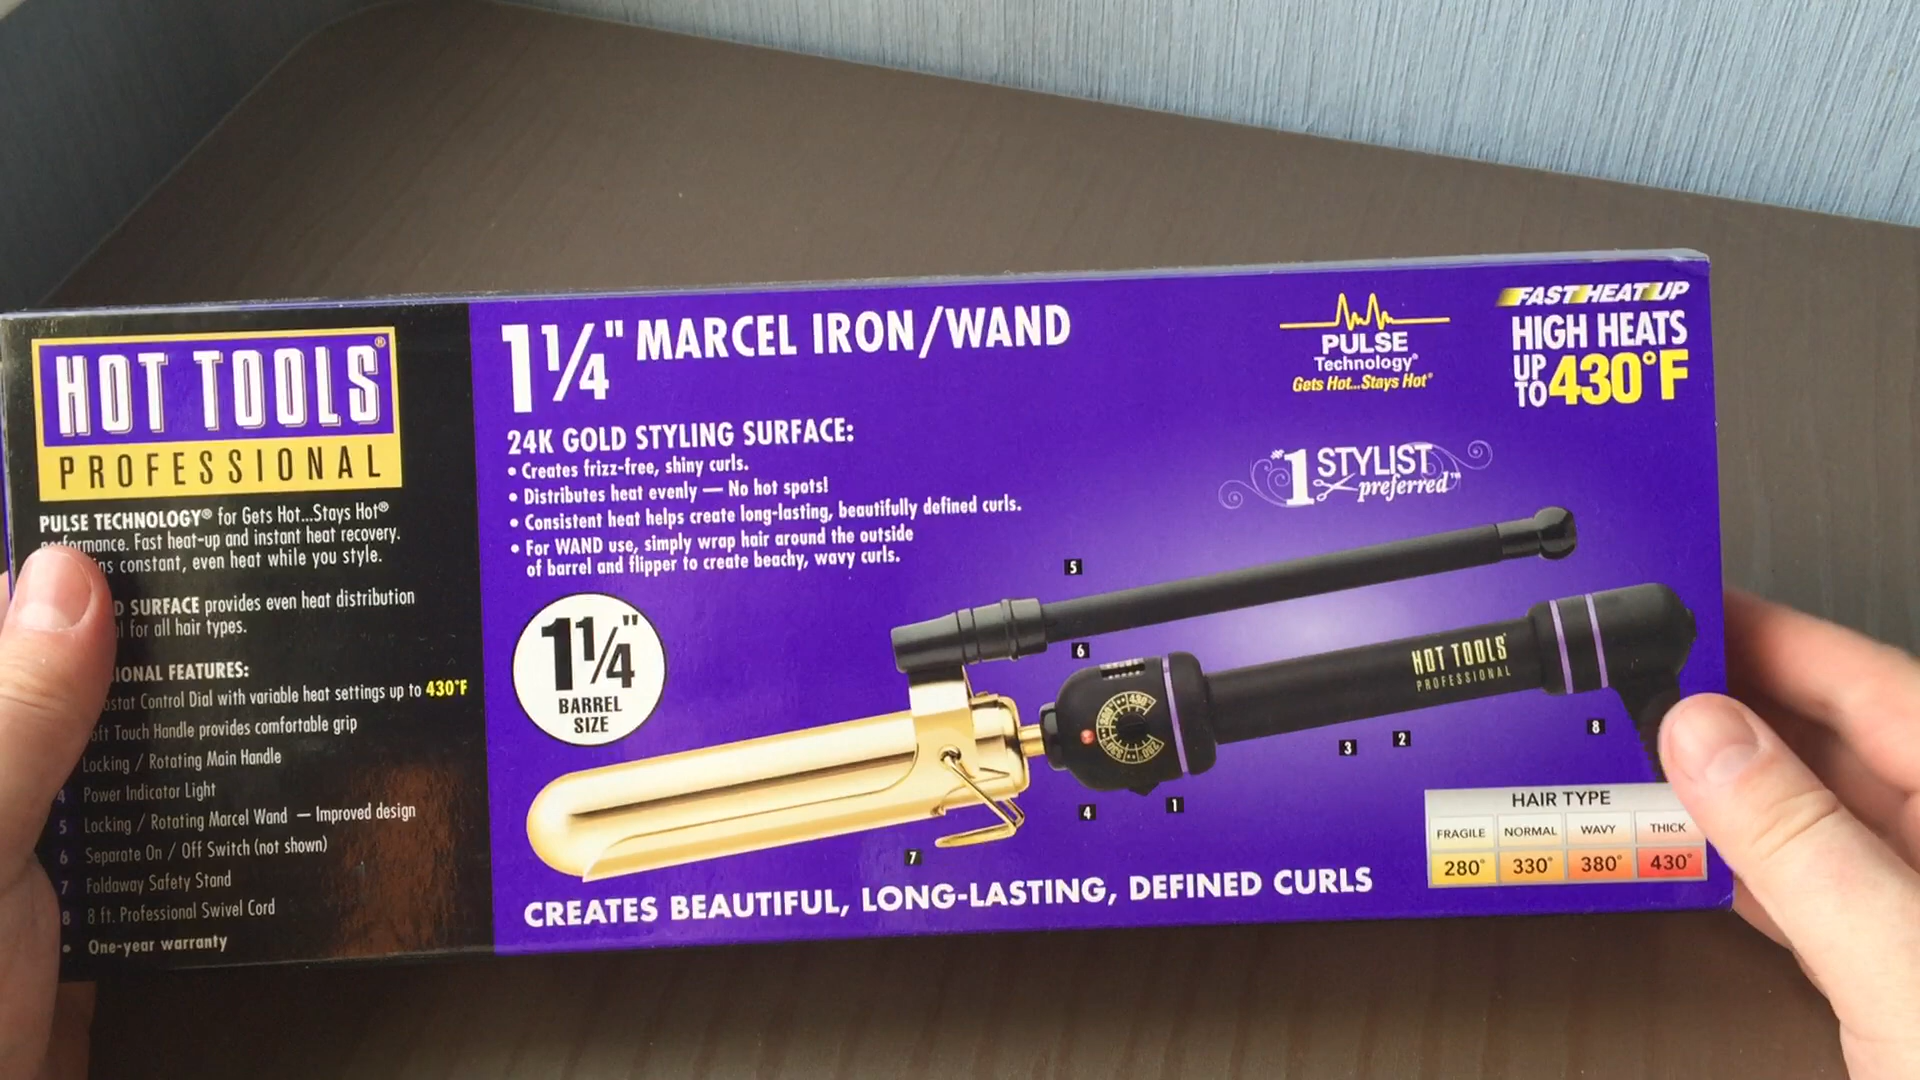 HOT TOOLS®
PROFESSIONAL
PULSE TECHNOLOGY® for Gets Hot...Stays Hot®
performance. Fast heat-up and instant heat recovery.
constant, even heat while you style.
SURFACE provides even heat distribution
for all hair types.
FEATURES:
Control Dial with variable heat settings up to 430°F
Touch Handle provides comfortable grip
Locking / Rotating Main Handle
4 Power Indicator Light
5 Locking / Rotating Marcel Wand — Improved design
6 Separate On / Off Switch (not shown)
7 Foldaway Safety Stand
8 8 ft. Professional Swivel Cord
• One-year warranty
1¼" MARCEL IRON/WAND
24K GOLD STYLING SURFACE:
• Creates frizz-free, shiny curls.
• Distributes heat evenly — No hot spots!
• Consistent heat helps create long-lasting, beautifully defined curls.
• For WAND use, simply wrap hair around the outside
of barrel and flipper to create beachy, wavy curls.
PULSE
Technology®
Gets Hot...Stays Hot®
FAST HEAT UP
HIGH HEATS
UP TO 430°F
#1 STYLIST
preferred™
1¼"
BARREL
SIZE
5
6
HOT TOOLS
PROFESSIONAL
430°
8
3
2
4
1
7
HAIR TYPE
FRAGILE NORMAL WAVY THICK
280° 330° 380° 430°
CREATES BEAUTIFUL, LONG-LASTING, DEFINED CURLS